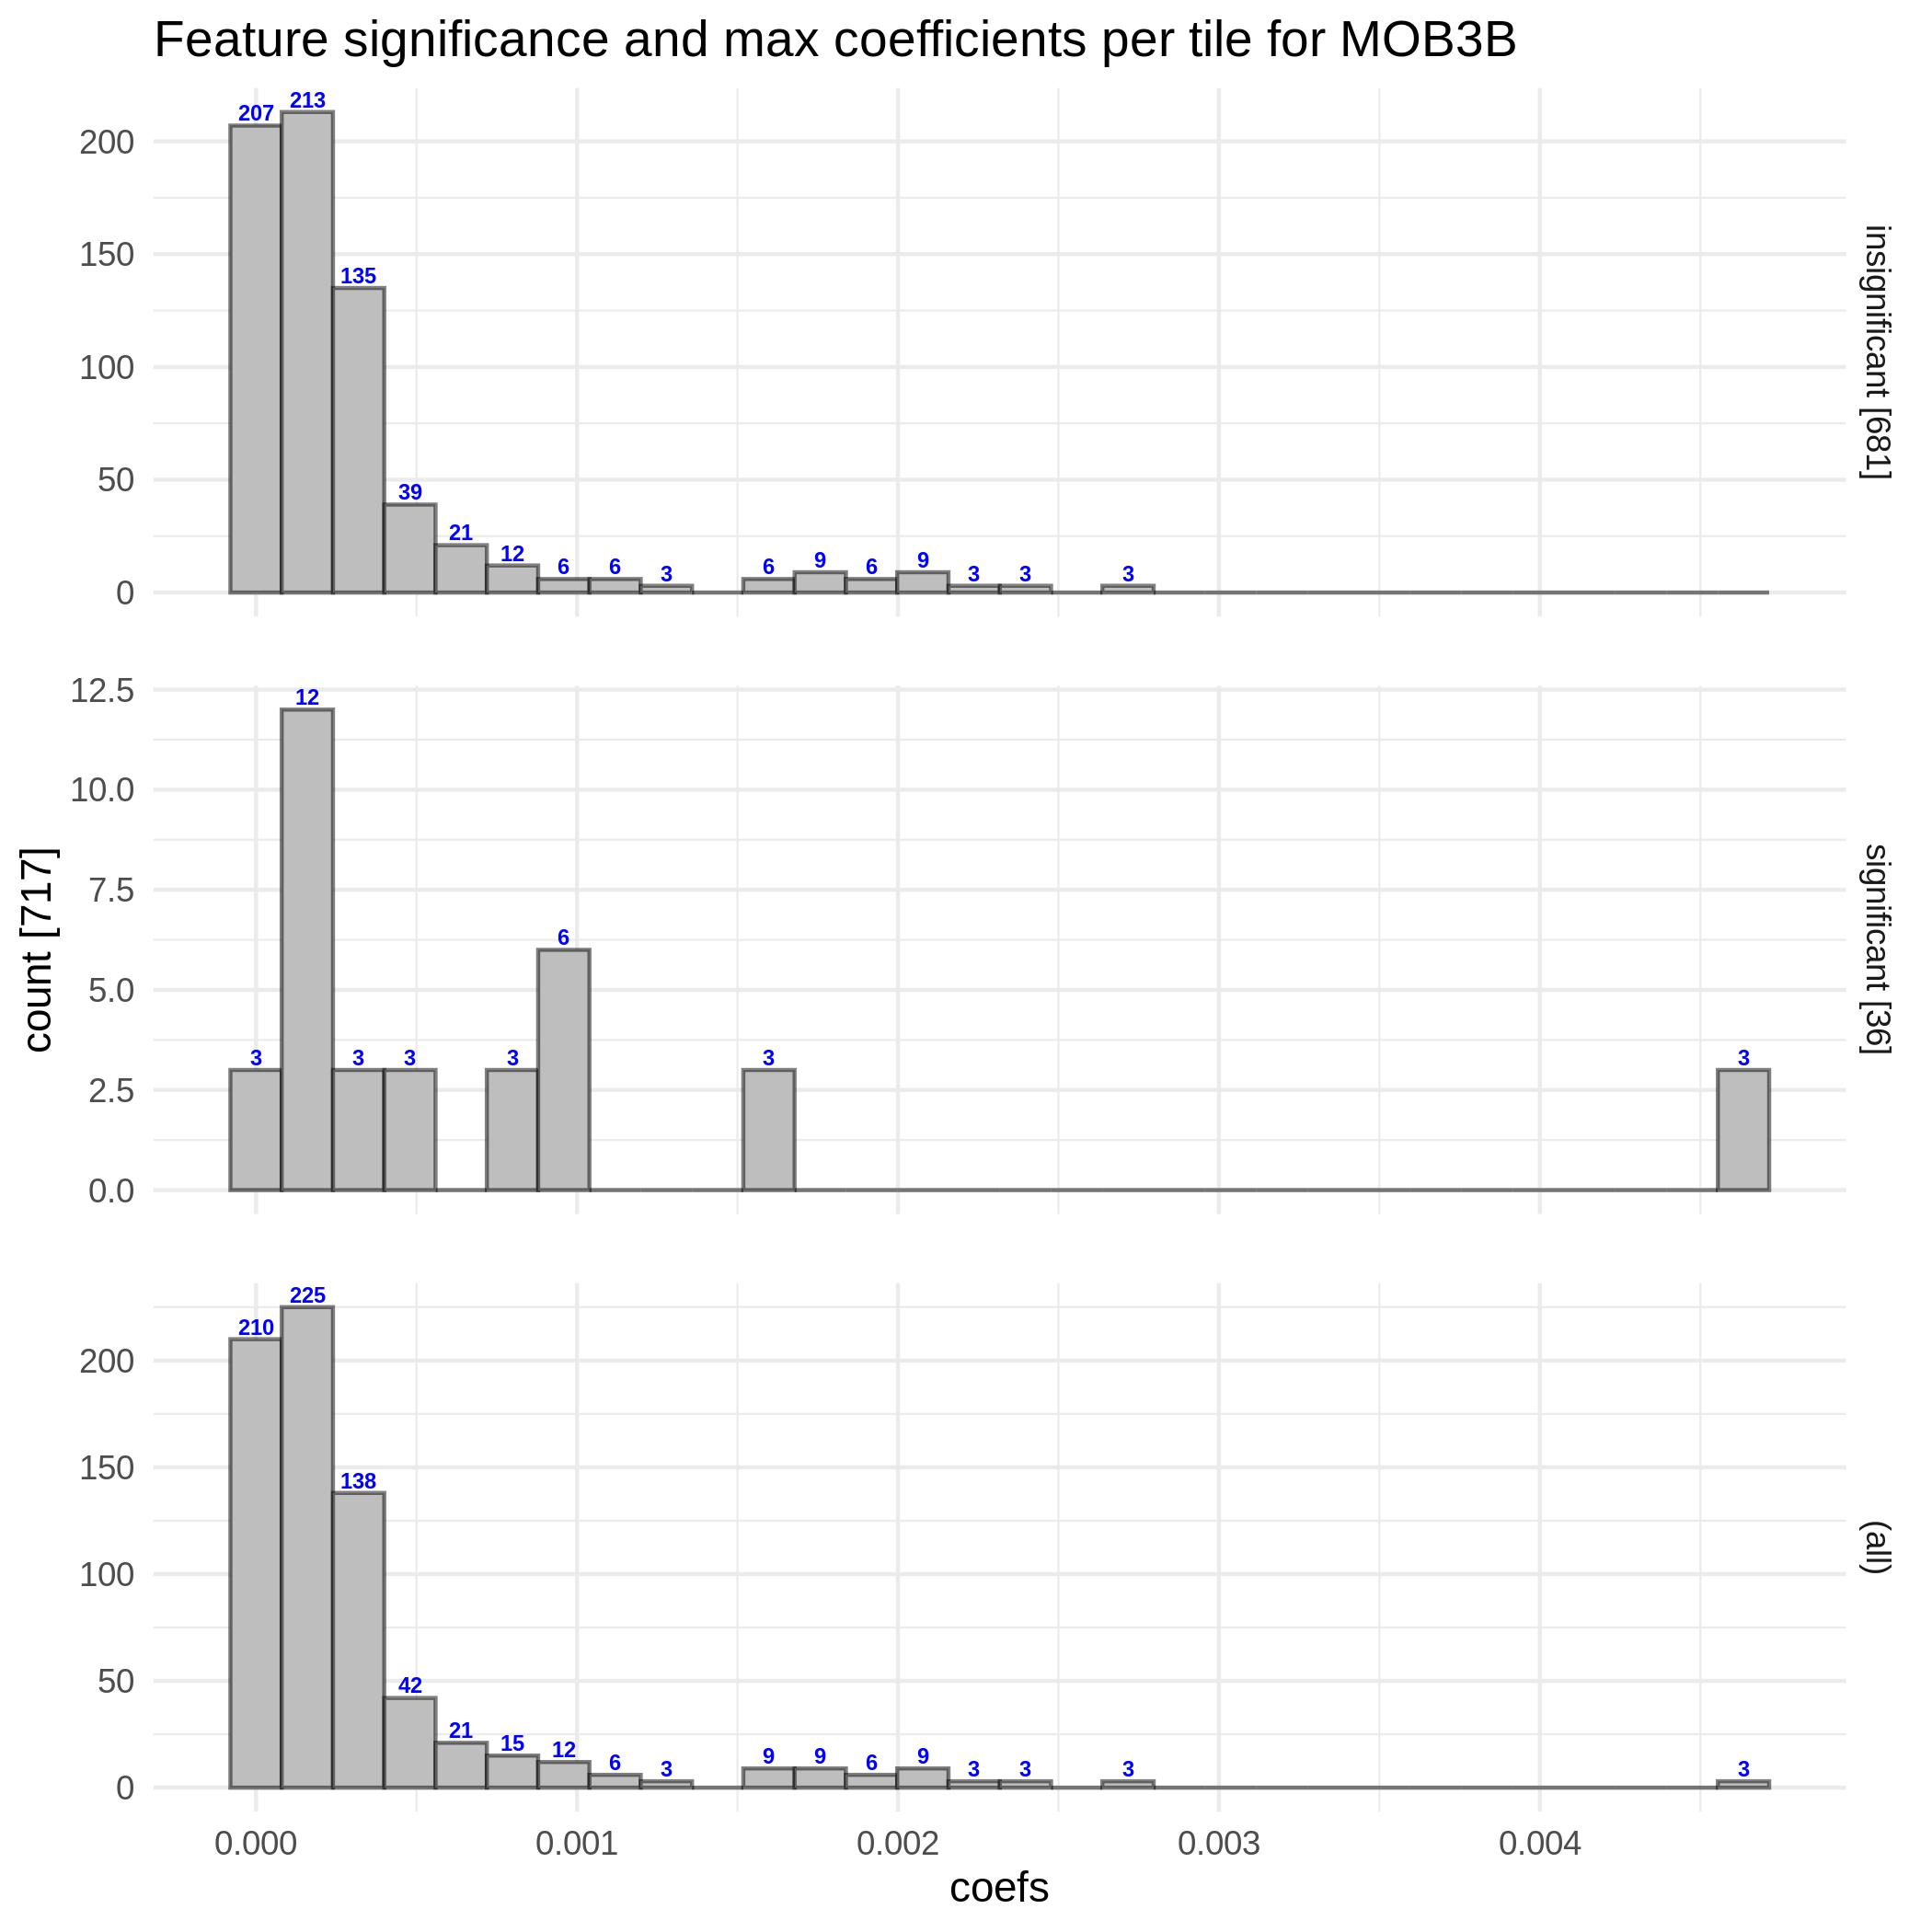 Feature significance and max coefficients per tile for MOB3B
207 213 135 39 21 12 6 6 3 6 9 6 9 3 3 3
200
150
100
50
0
insignificant [681]
count [717]
12 3 3 3 3 6 3 3
12.5
10.0
7.5
5.0
2.5
0.0
significant [36]
210 225 138 42 21 15 12 6 3 9 9 6 9 3 3 3 3
200
150
100
50
0
(all)
0.000 0.001 0.002 0.003 0.004
coefs